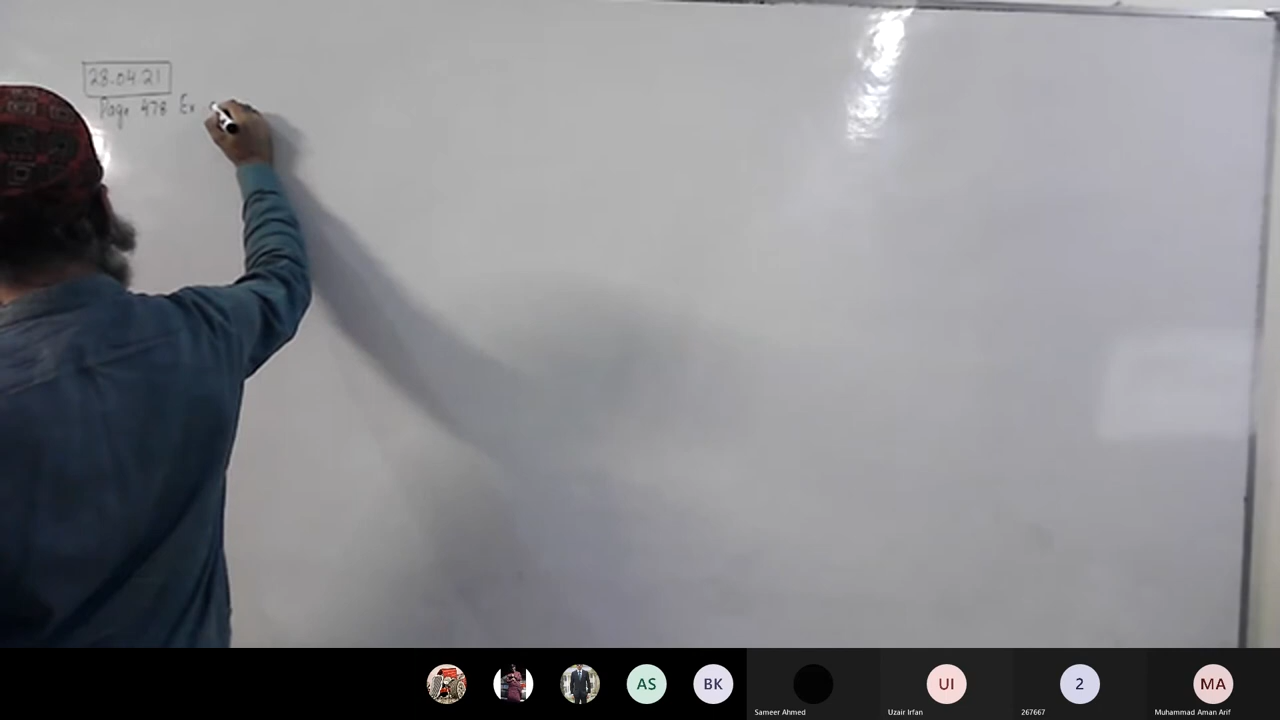 28.04.21
Page 478 Ex
AS
BK
UI
2
MA
Sameer Ahmed
Uzair Irfan
267667
Muhammad Aman Arif